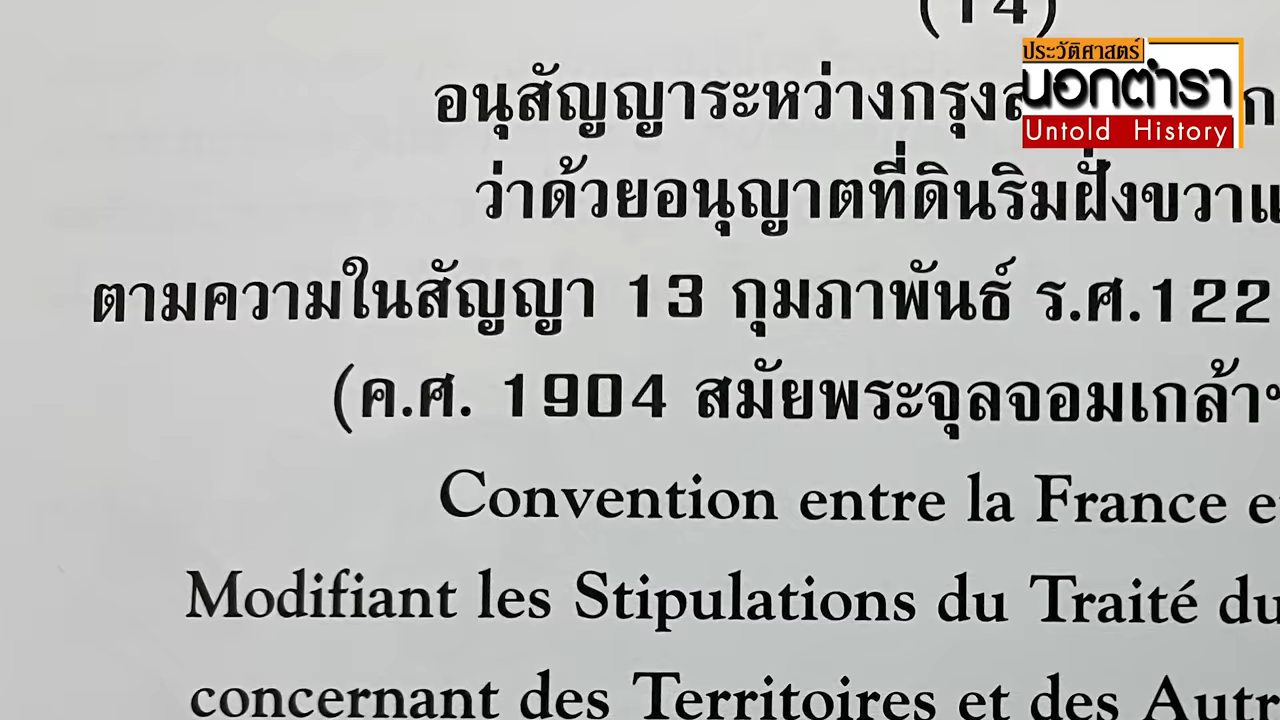 (14)
อนุสัญญาระหว่างกรุง
ว่าด้วยอนุญาตที่ดินริมฝั่งขวา
ตามความในสัญญา 13 กุมภาพันธ์ ร.ศ.122
(ค.ศ. 1904 สมัยพระจุลจอมเกล้าฯ
Convention entre la France
Modifiant les Stipulations du Traité du
concernant des Territoires et des
ประวัติศาสตร์
นอกตำรา
Untold History